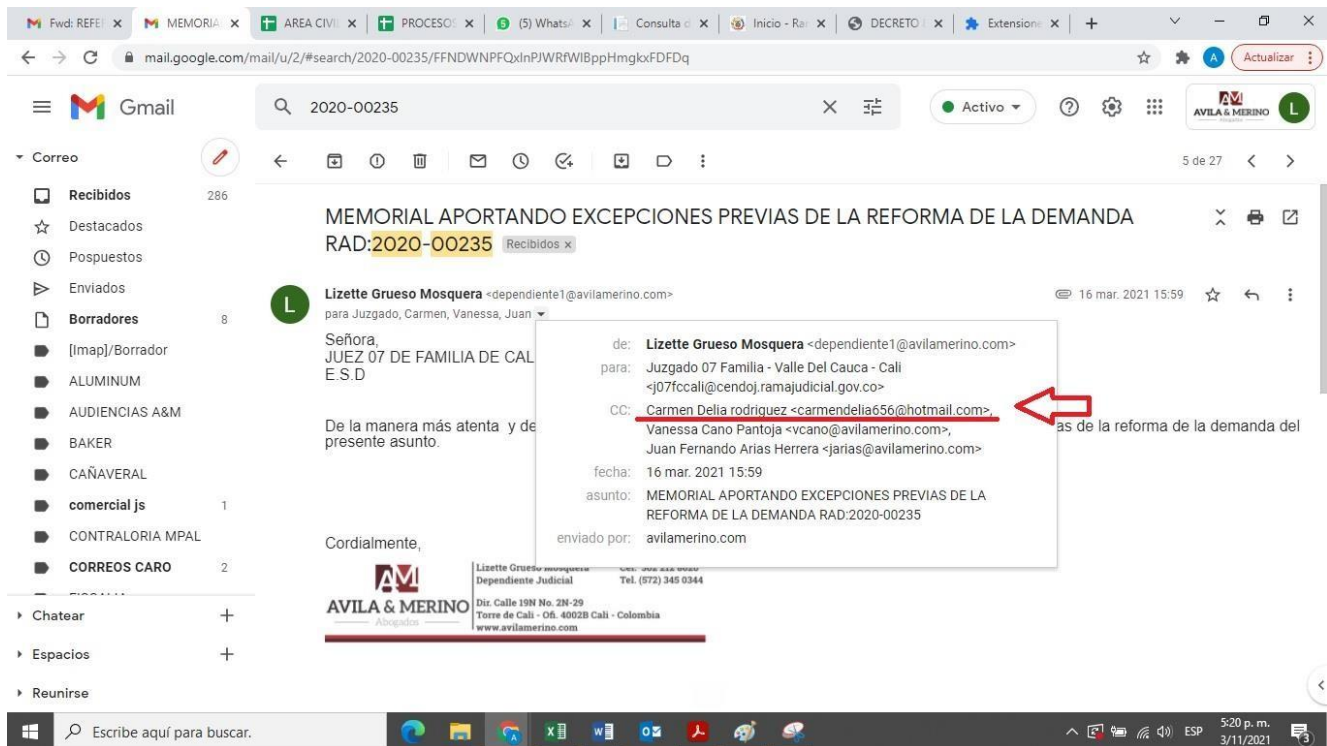 Fwd: REFEF
MEMORIA
AREA CIVIL
PROCESOS
(5) WhatsA
Consulta d
Inicio - Ra
DECRETO
Extensione
mail.google.com/mail/u/2/#search/2020-00235/FFNDWNPFQxlnPJWRfWlBppHmgkxFDFDq
A
Actualizar
Gmail
2020-00235
Activo
AVILA & MERINO
L
Correo
5 de 27
Recibidos 286
Destacados
Pospuestos
Enviados
Borradores 8
[Imap]/Borrador
ALUMINUM
AUDIENCIAS A&M
BAKER
CAÑAVERAL
comercial js 1
CONTRALORIA MPAL
CORREOS CARO 2
Chatear
Espacios
Reunirse
MEMORIAL APORTANDO EXCEPCIONES PREVIAS DE LA REFORMA DE LA DEMANDA
RAD:2020-00235 Recibidos x
L
Lizette Grueso Mosquera <dependiente1@avilamerino.com>
16 mar. 2021 15:59
para Juzgado, Carmen, Vanessa, Juan
Señora,
JUEZ 07 DE FAMILIA DE CAL
E.S.D
De la manera más atenta y de
as de la reforma de la demanda del
presente asunto.
de: Lizette Grueso Mosquera <dependiente1@avilamerino.com>
para: Juzgado 07 Familia - Valle Del Cauca - Cali
<j07fccali@cendoj.ramajudicial.gov.co>
CC: Carmen Delia rodriguez <carmendelia656@hotmail.com>,
Vanessa Cano Pantoja <vcano@avilamerino.com>,
Juan Fernando Arias Herrera <jarias@avilamerino.com>
fecha: 16 mar. 2021 15:59
asunto: MEMORIAL APORTANDO EXCEPCIONES PREVIAS DE LA
REFORMA DE LA DEMANDA RAD:2020-00235
enviado por: avilamerino.com
Cordialmente,
AVILA & MERINO
Abogados
Lizette Grueso Mosquera
Dependiente Judicial Tel. (572) 345 0344
Dir. Calle 19N No. 2N-29
Torre de Cali - Ofi. 4002B Cali - Colombia
www.avilamerino.com
Escribe aquí para buscar.
ESP
5:20 p. m.
3/11/2021
3